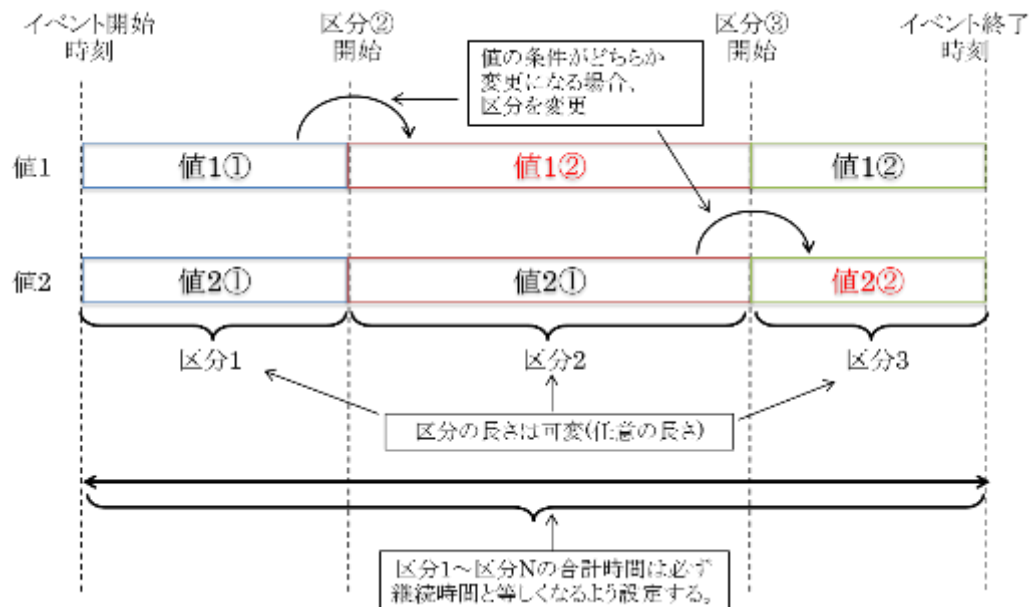 イベント開始
時刻
区分②
開始
区分③
開始
イベント終了
時刻
値の条件がどちらか
変更になる場合、
区分を変更
値1
値1①
値1②
値1②
値2
値2①
値2①
値2②
区分1
区分2
区分3
区分の長さは可変(任意の長さ)
区分1～区分Nの合計時間は必ず
継続時間と等しくなるよう設定する。